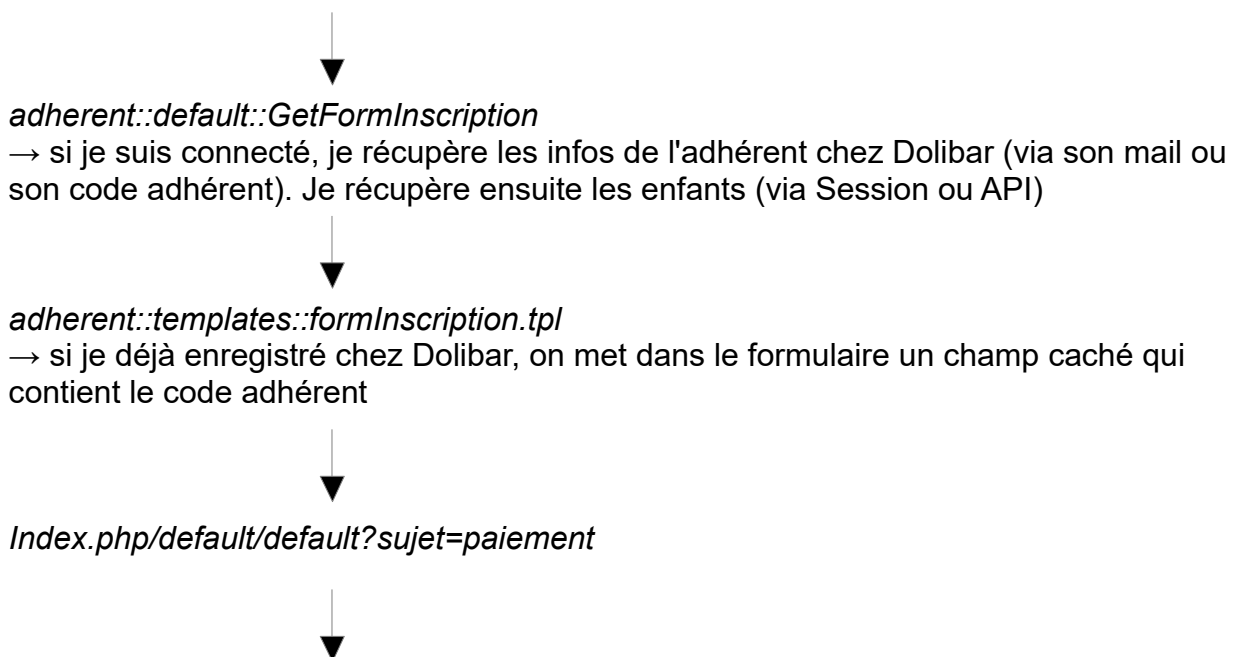 adherent::default::GetFormInscription
→ si je suis connecté, je récupère les infos de l'adhérent chez Dolibar (via son mail ou
son code adhérent). Je récupère ensuite les enfants (via Session ou API)
adherent::templates::formInscription.tpl
→ si je déjà enregistré chez Dolibar, on met dans le formulaire un champ caché qui
contient le code adhérent
Index.php/default/default?sujet=paiement